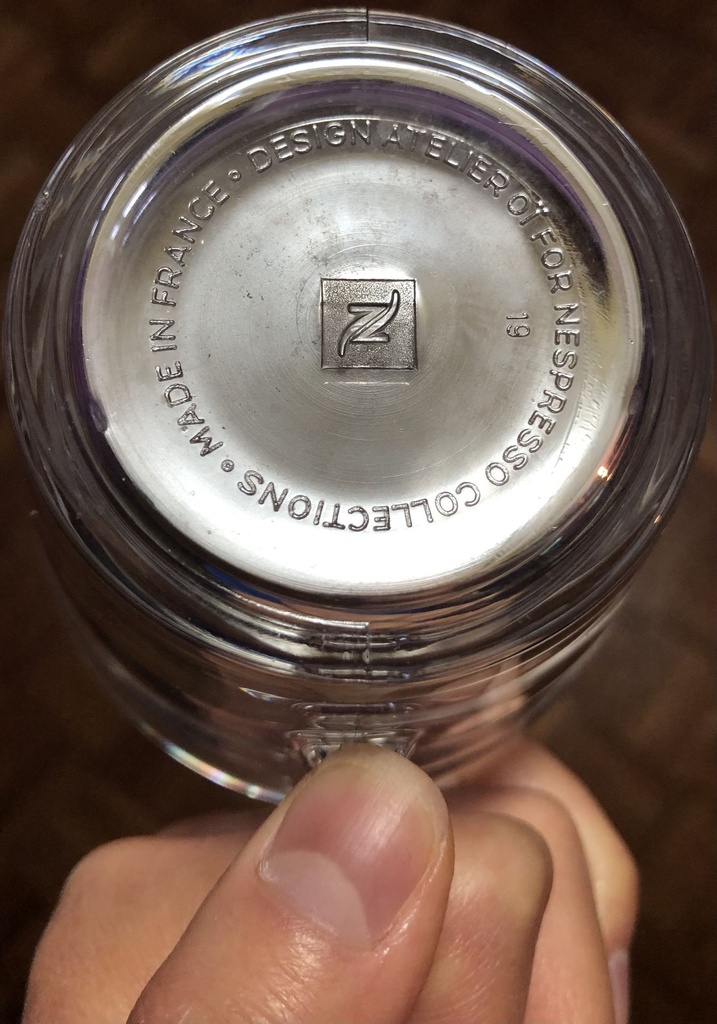 DESIGN ATELIER OÏ FOR NESPRESSO COLLECTIONS • MADE IN FRANCE •
N
19